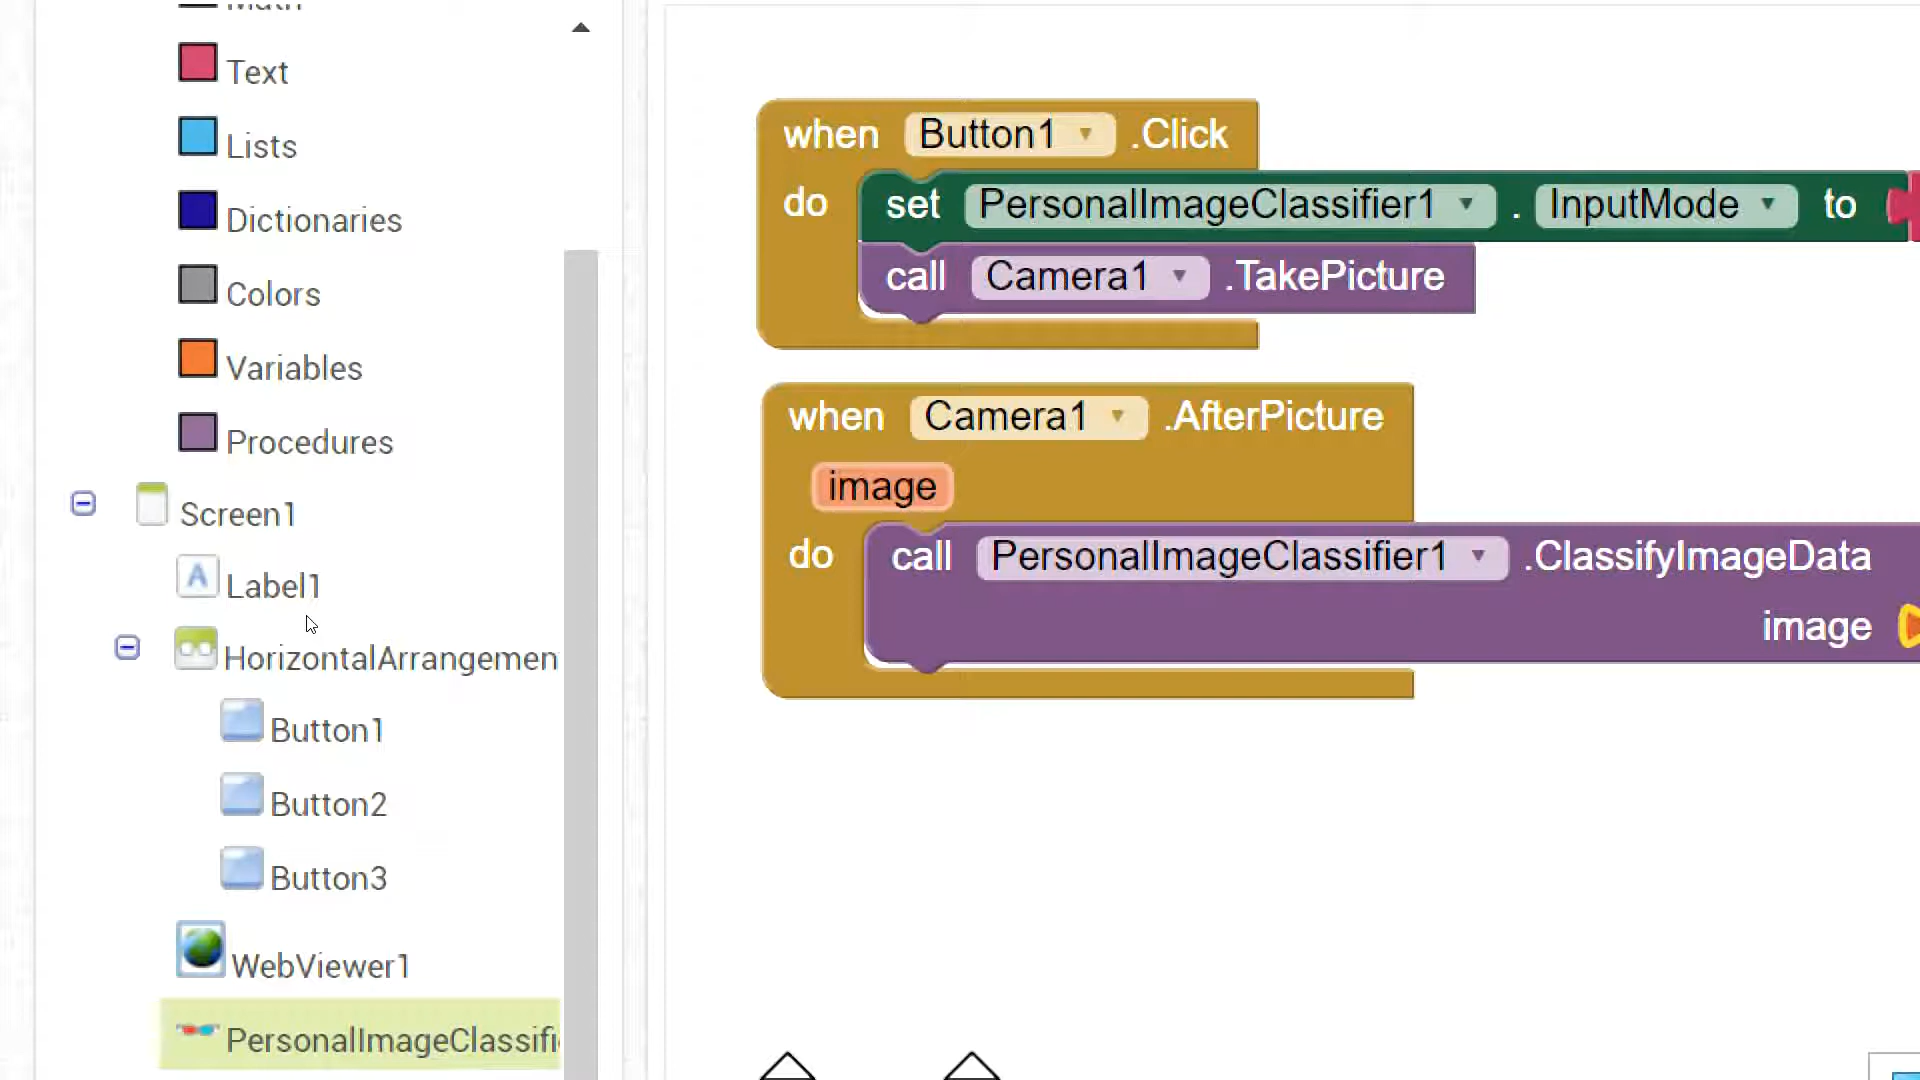 Math
Text
Lists
Dictionaries
Colors
Variables
Procedures
Screen1
Label1
HorizontalArrangemen
Button1
Button2
Button3
WebViewer1
PersonalImageClassifi
when Button1 .Click
do set PersonalImageClassifier1 . InputMode to
call Camera1 .TakePicture
when Camera1 .AfterPicture
image
do call PersonalImageClassifier1 .ClassifyImageData
image